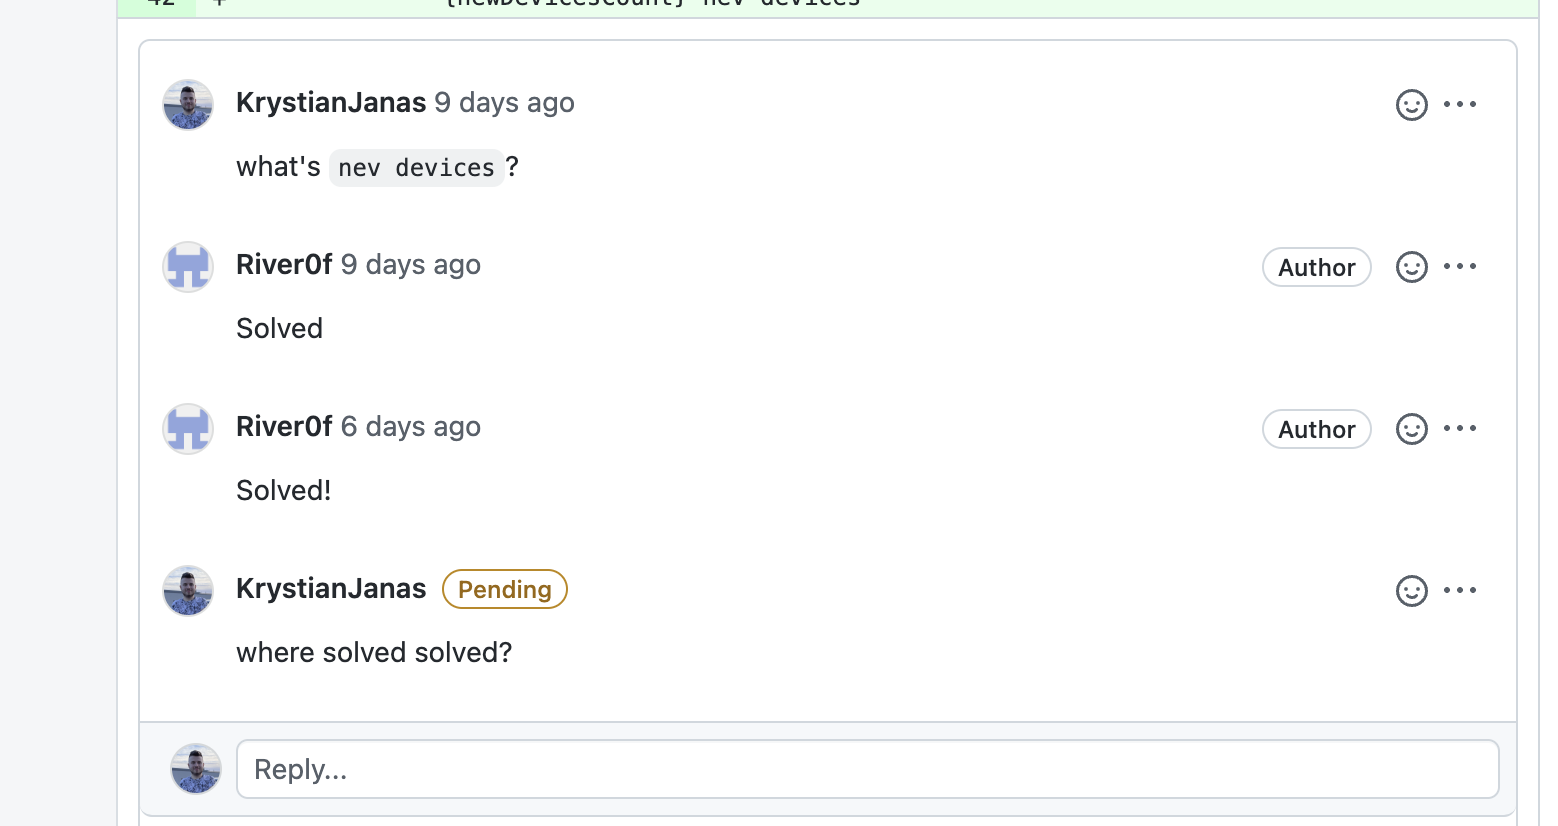 42 + {newDevicesCount} nev devices
KrystianJanas 9 days ago
what's nev devices?
River0f 9 days ago Author
Solved
River0f 6 days ago Author
Solved!
KrystianJanas Pending
where solved solved?
Reply...